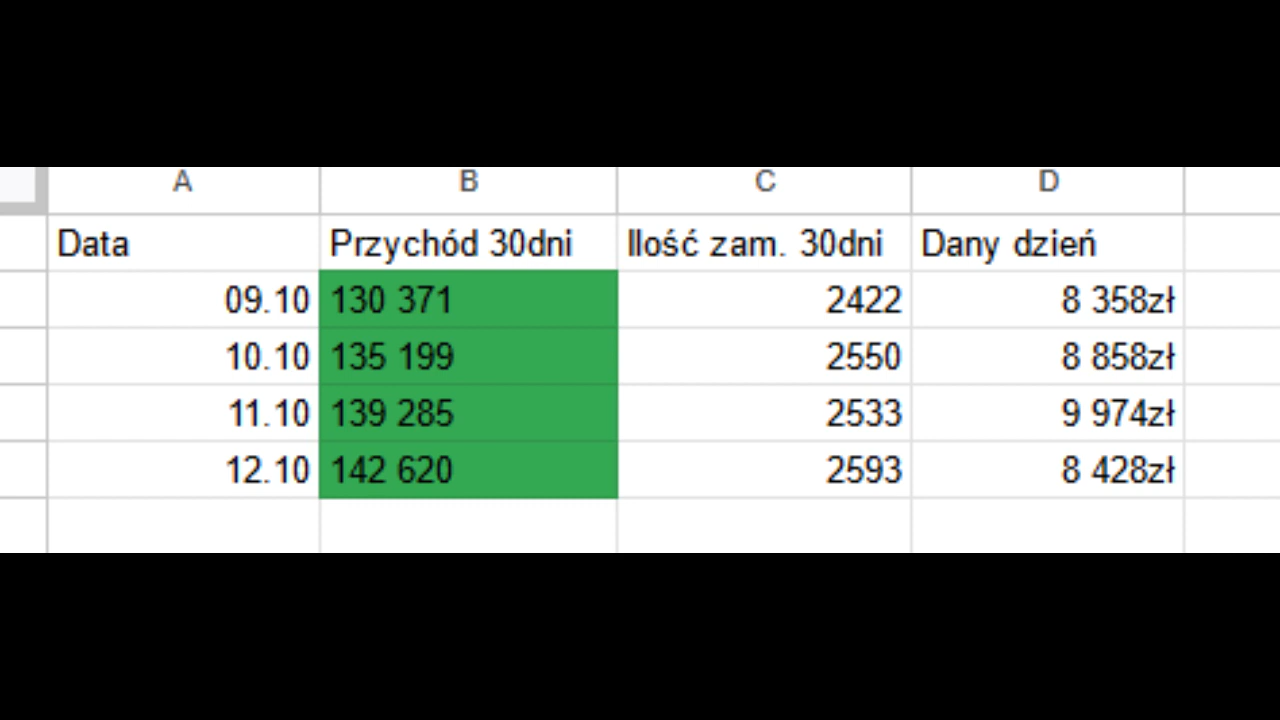 A B C D
Data Przychód 30dni Ilość zam. 30dni Dany dzień
09.10 130 371 2422 8 358zł
10.10 135 199 2550 8 858zł
11.10 139 285 2533 9 974zł
12.10 142 620 2593 8 428zł